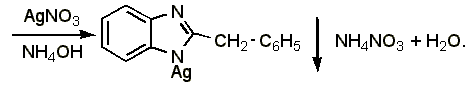 AgNO3
NH4OH
N
N
Ag
CH2-C6H5
NH4NO3 + H2O.